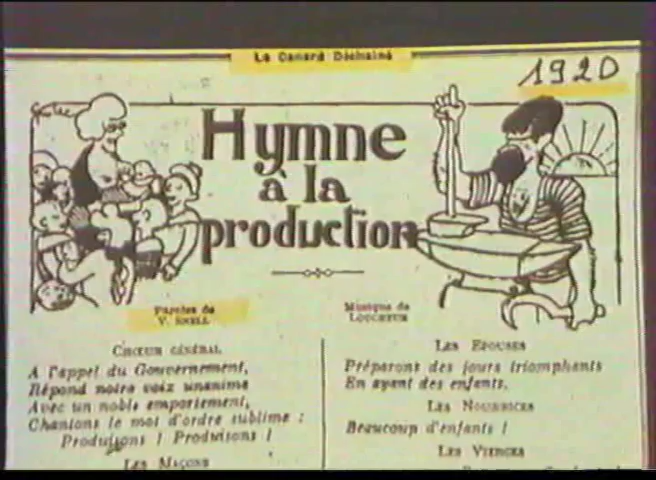 Le Canard Déchaîné
1920
Hymne
à la
production
Paroles de
V. SNELL
Musique de
LOUCHEUR
CHŒUR GÉNÉRAL
A l'appel du Gouvernement,
Répond notre voix unanime
Avec un noble emportement,
Chantons le mot d'ordre sublime :
Produisons ! Produisons !
LES MAÇONS
LES EPOUSES
Préparons des jours triomphants
En ayant des enfants.
LES NOURRICES
Beaucoup d'enfants !
LES VIERGES